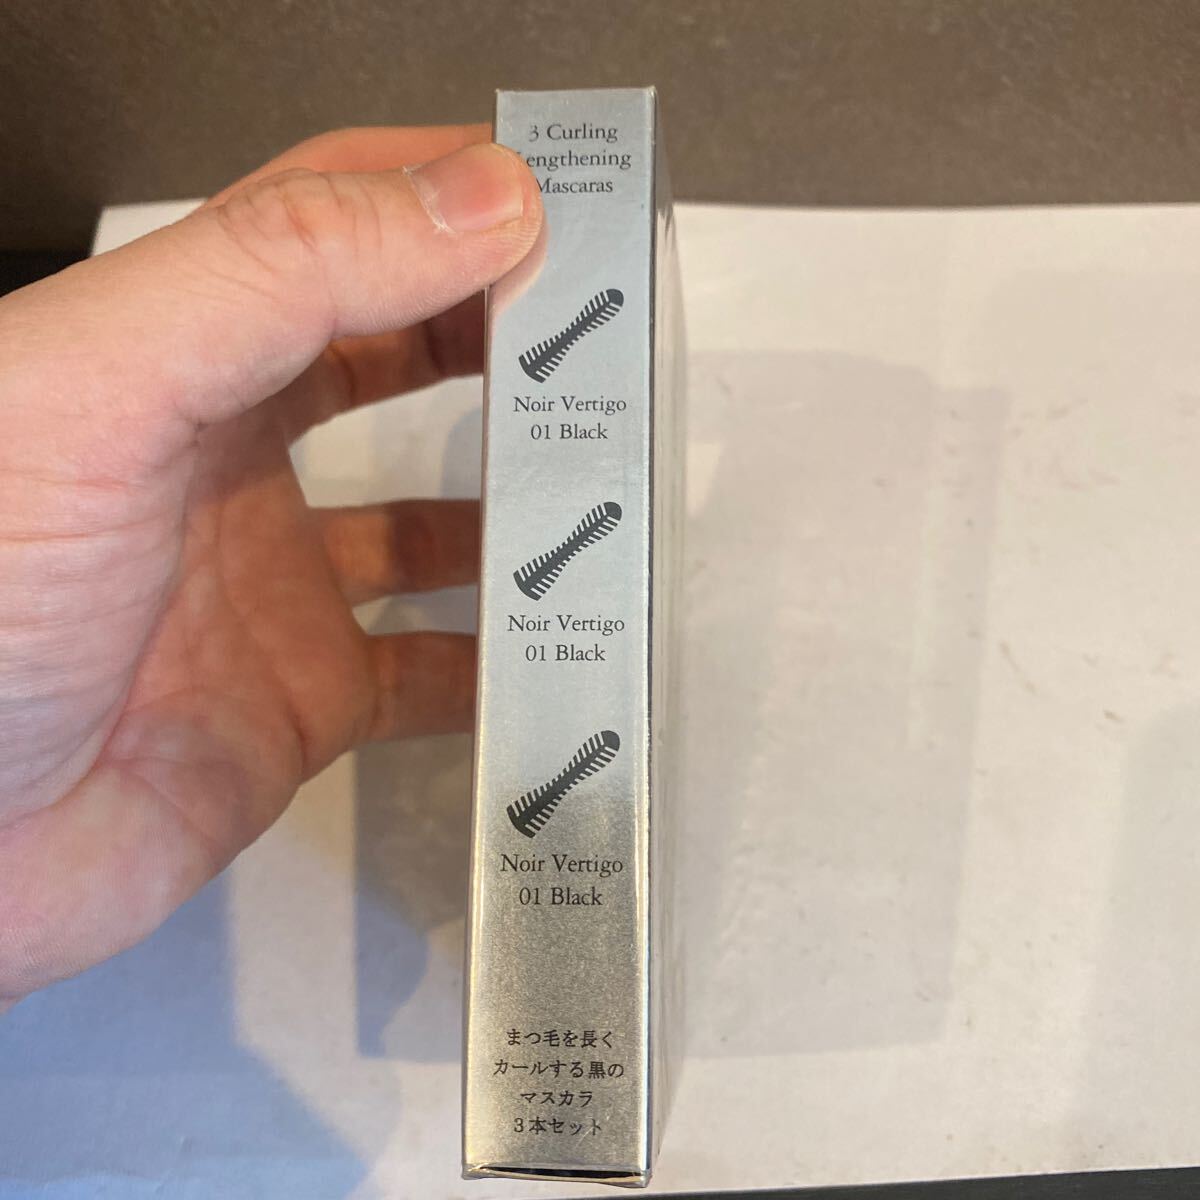 3 Curling
Lengthening
Mascaras
Noir Vertigo
01 Black
Noir Vertigo
01 Black
Noir Vertigo
01 Black
まつ毛を長く
カールする黒の
マスカラ
3本セット